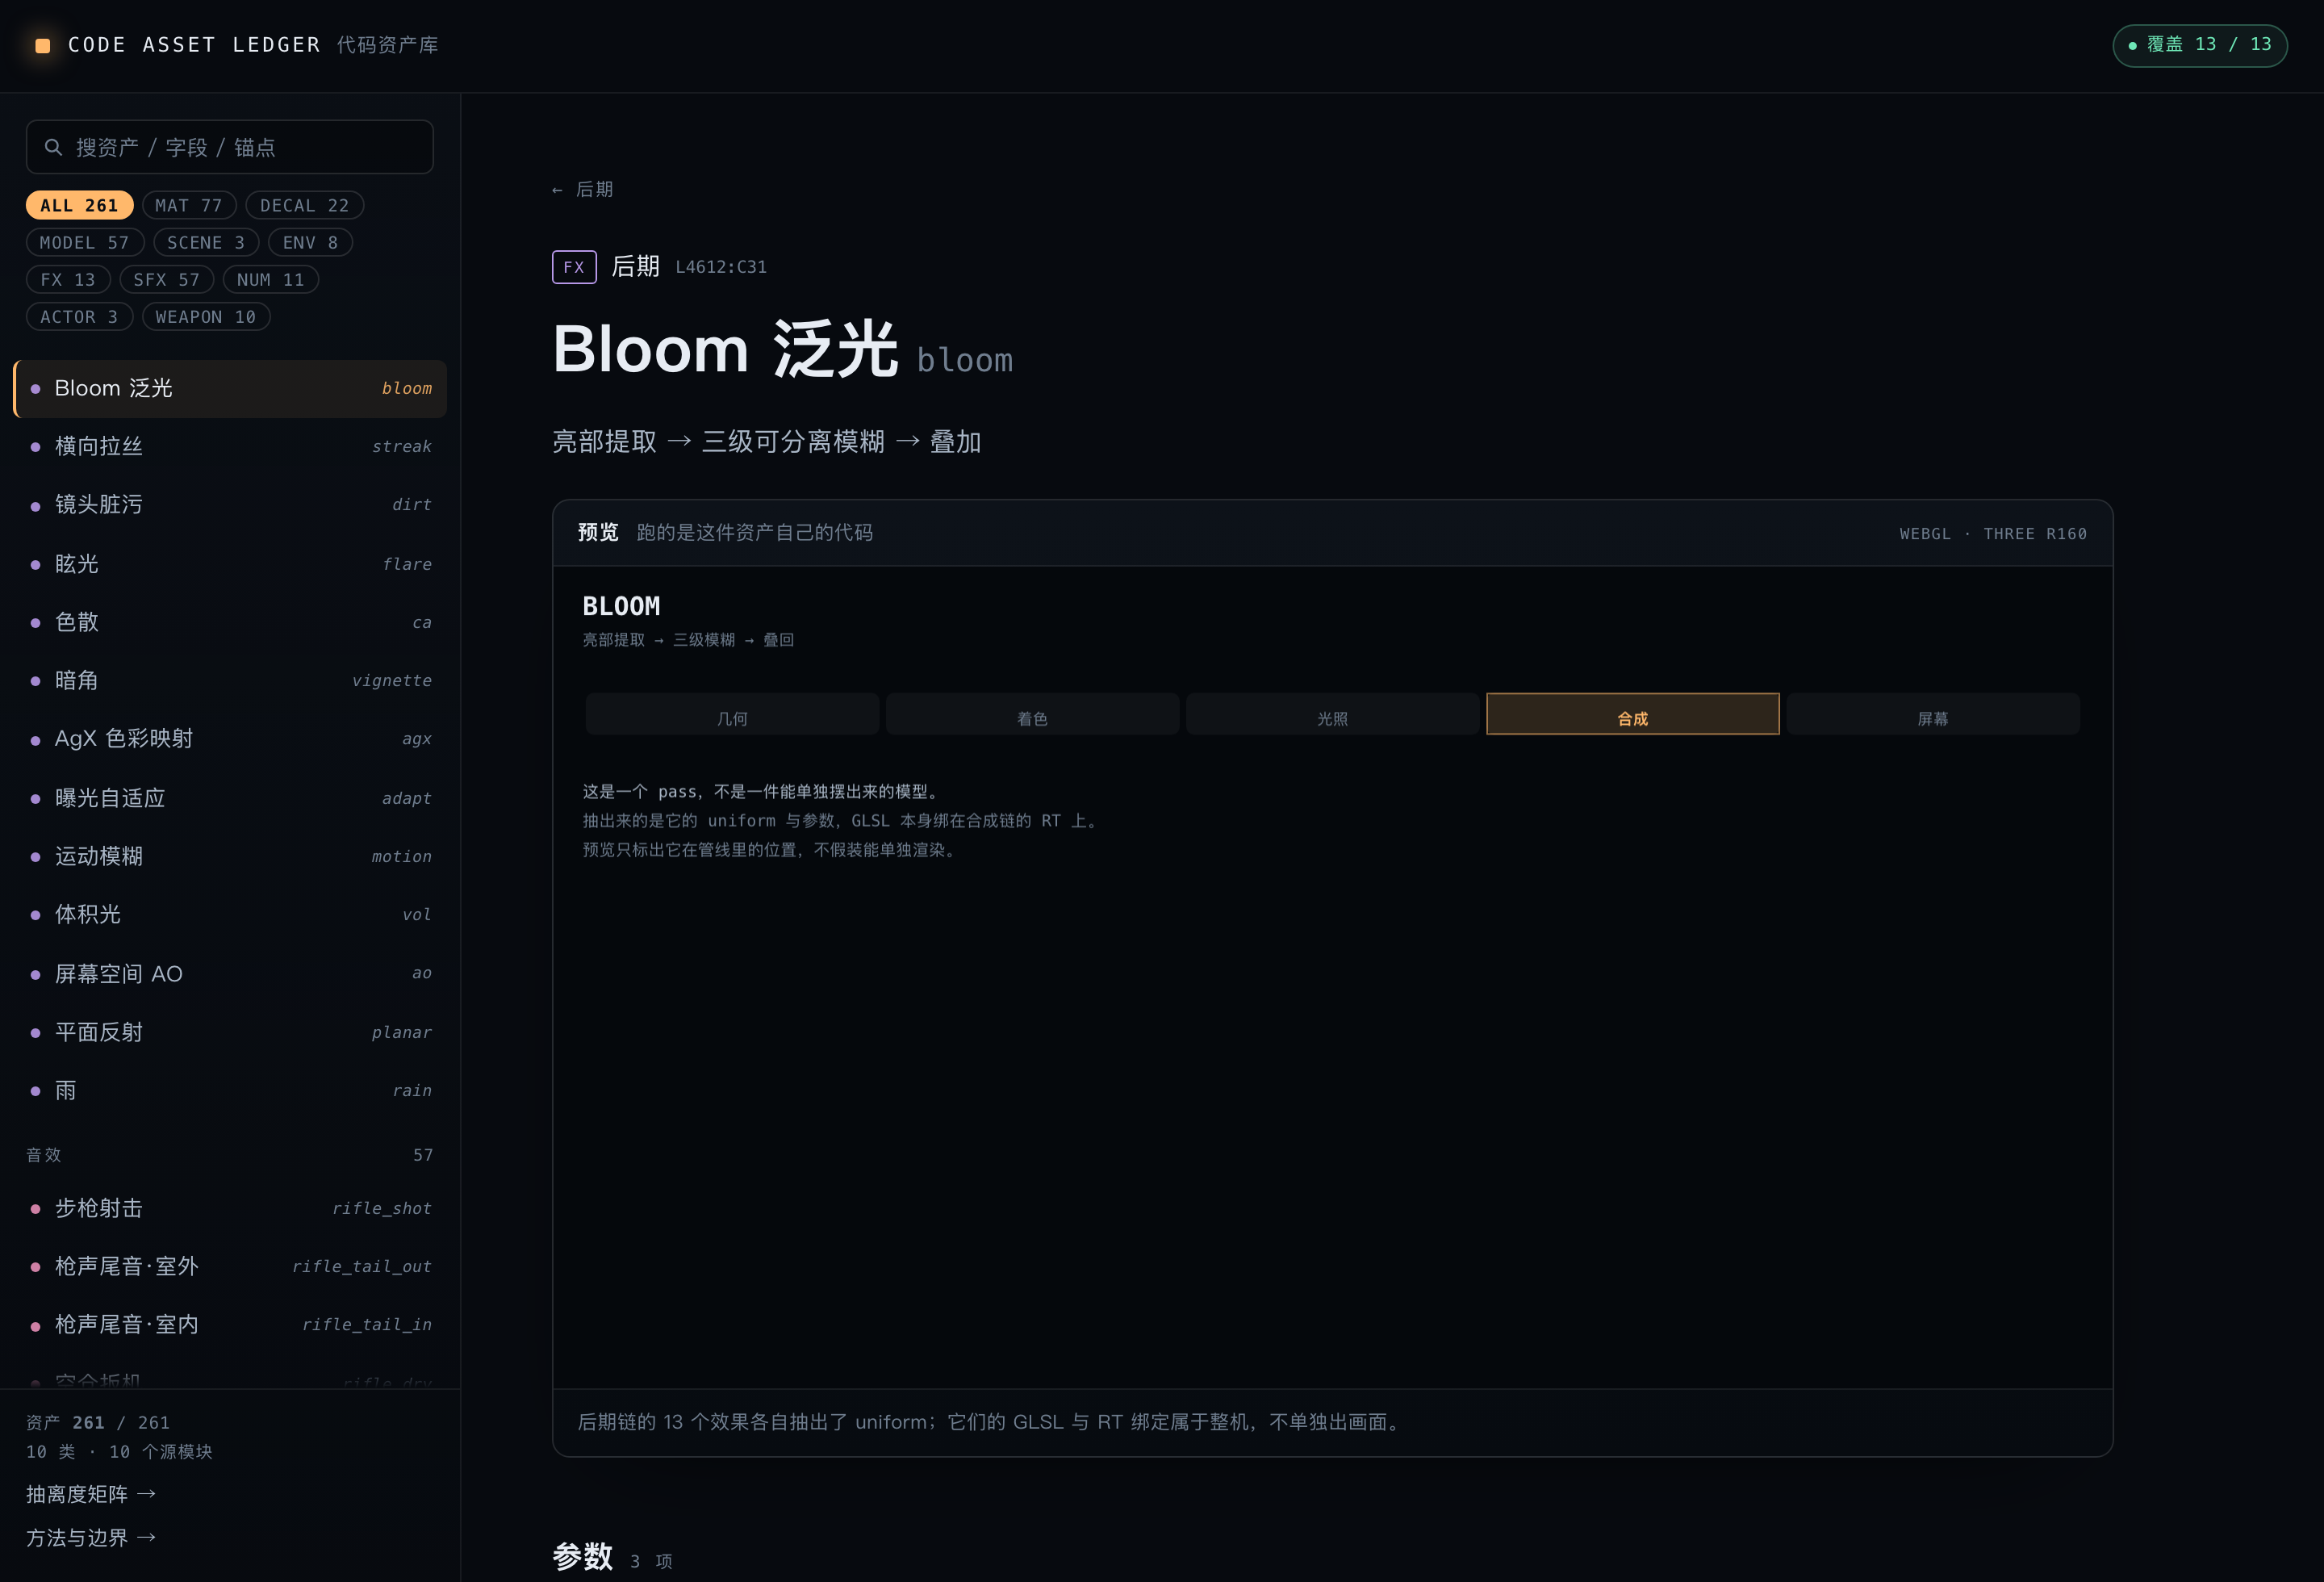 CODE ASSET LEDGER 代码资产库
覆盖 13 / 13
搜资产 / 字段 / 锚点
ALL 261 MAT 77 DECAL 22
MODEL 57 SCENE 3 ENV 8
FX 13 SFX 57 NUM 11
ACTOR 3 WEAPON 10
Bloom 泛光 bloom
横向拉丝 streak
镜头脏污 dirt
眩光 flare
色散 ca
暗角 vignette
AgX 色彩映射 agx
曝光自适应 adapt
运动模糊 motion
体积光 vol
屏幕空间 AO ao
平面反射 planar
雨 rain
音效 57
步枪射击 rifle_shot
枪声尾音·室外 rifle_tail_out
枪声尾音·室内 rifle_tail_in
空仓扳机 rifle_dry
资产 261 / 261
10 类 · 10 个源模块
抽离度矩阵 →
方法与边界 →
← 后期
FX 后期 L4612:C31
Bloom 泛光 bloom
亮部提取 → 三级可分离模糊 → 叠加
预览 跑的是这件资产自己的代码
WEBGL · THREE R160
BLOOM
亮部提取 → 三级模糊 → 叠回
几何 着色 光照 合成 屏幕
这是一个 pass，不是一件能单独摆出来的模型。
抽出来的是它的 uniform 与参数，GLSL 本身绑在合成链的 RT 上。
预览只标出它在管线里的位置，不假装能单独渲染。
后期链的 13 个效果各自抽出了 uniform；它们的 GLSL 与 RT 绑定属于整机，不单独出画面。
参数 3 项